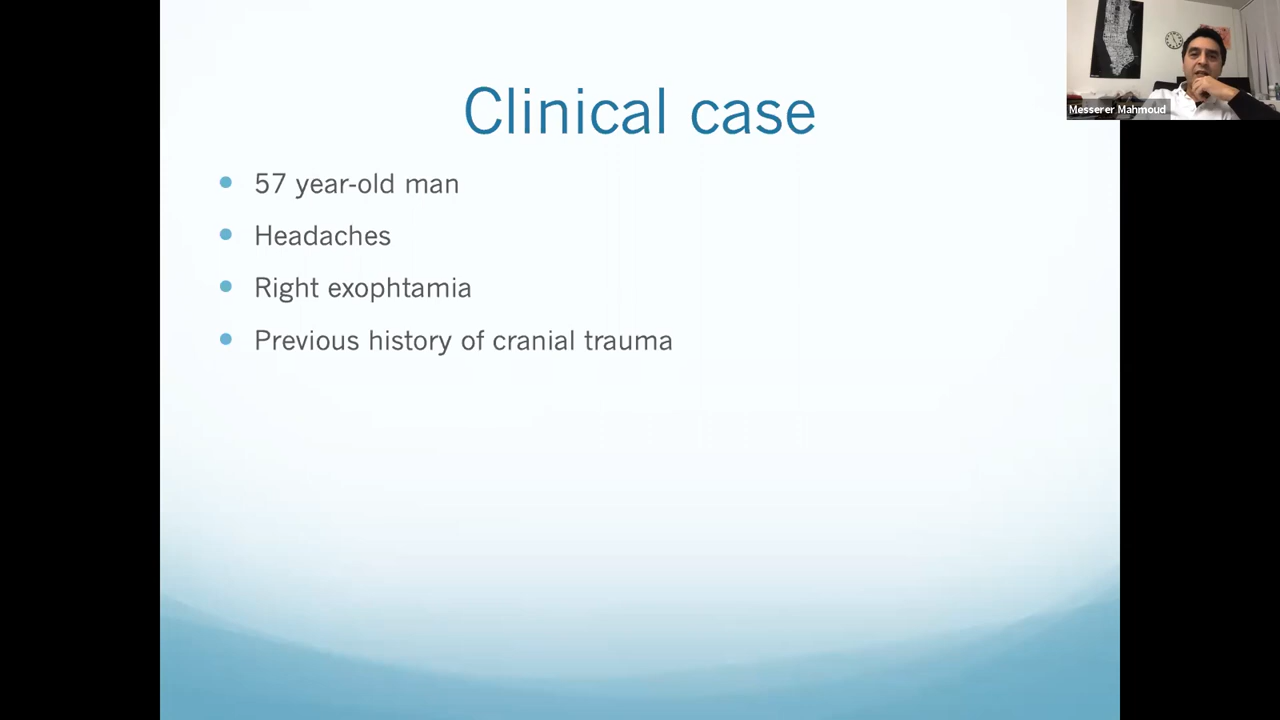 Clinical case
57 year-old man
Headaches
Right exophtamia
Previous history of cranial trauma
Messerer Mahmoud